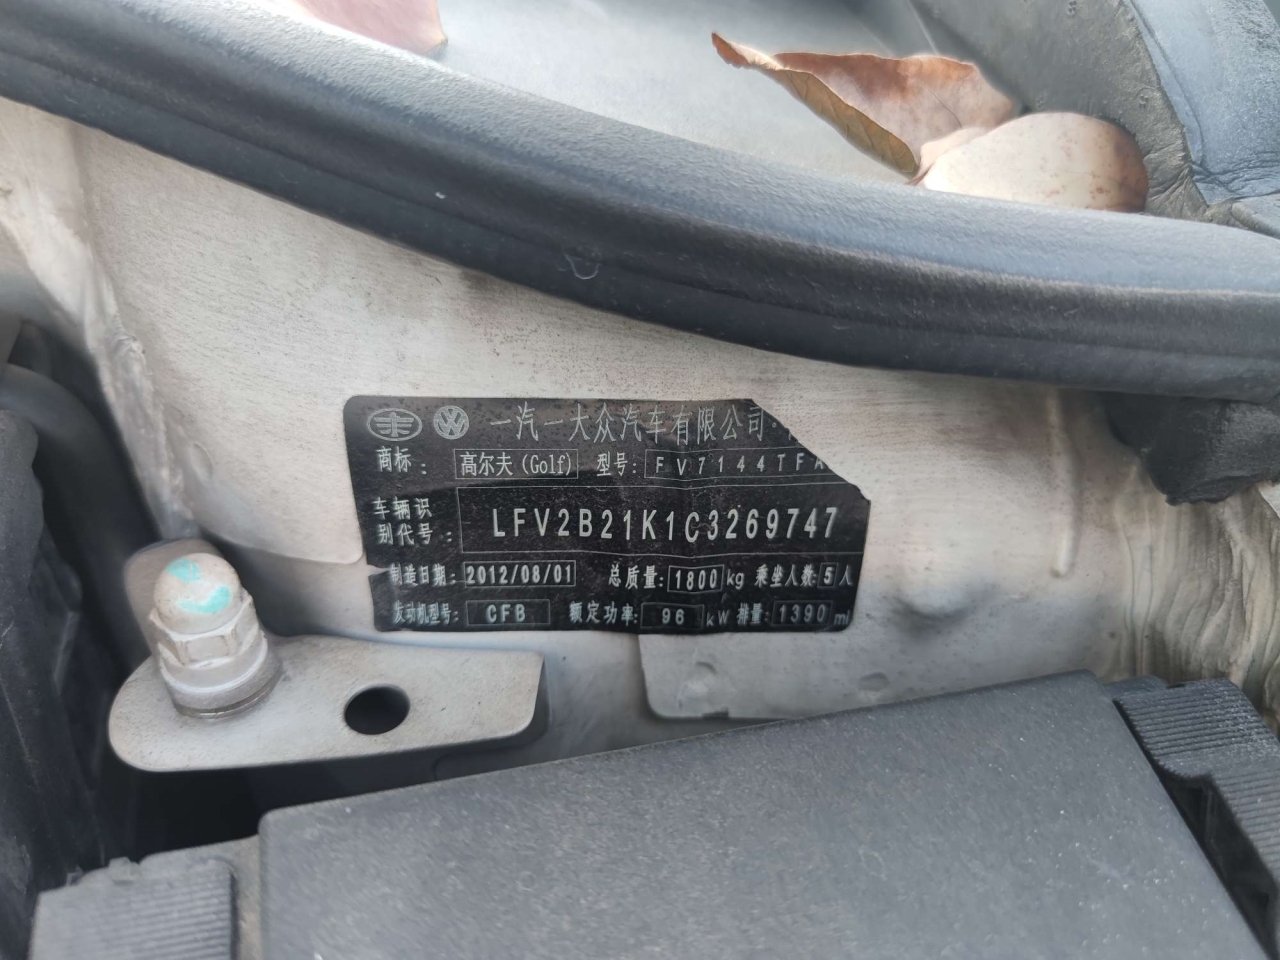 一汽一大众汽车有限公司·
商标： 高尔夫(Golf) 型号： FV7144TFA
车辆识别代号： LFV2B21K1C3269747
制造日期： 2012/08/01 总质量： 1800 kg 乘坐人数： 5 人
发动机型号： CFB 额定功率： 96 kW 排量： 1390 ml